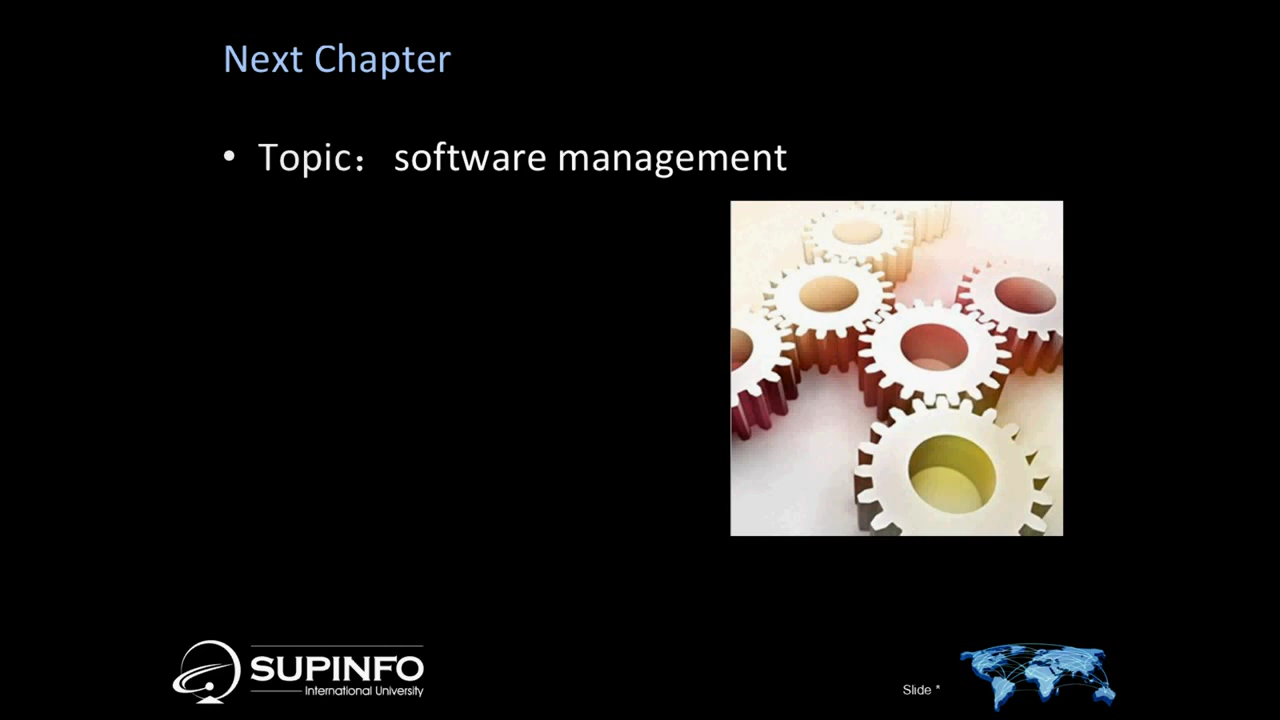 Next Chapter
• Topic： software management
SUPINFO
International University
Slide *